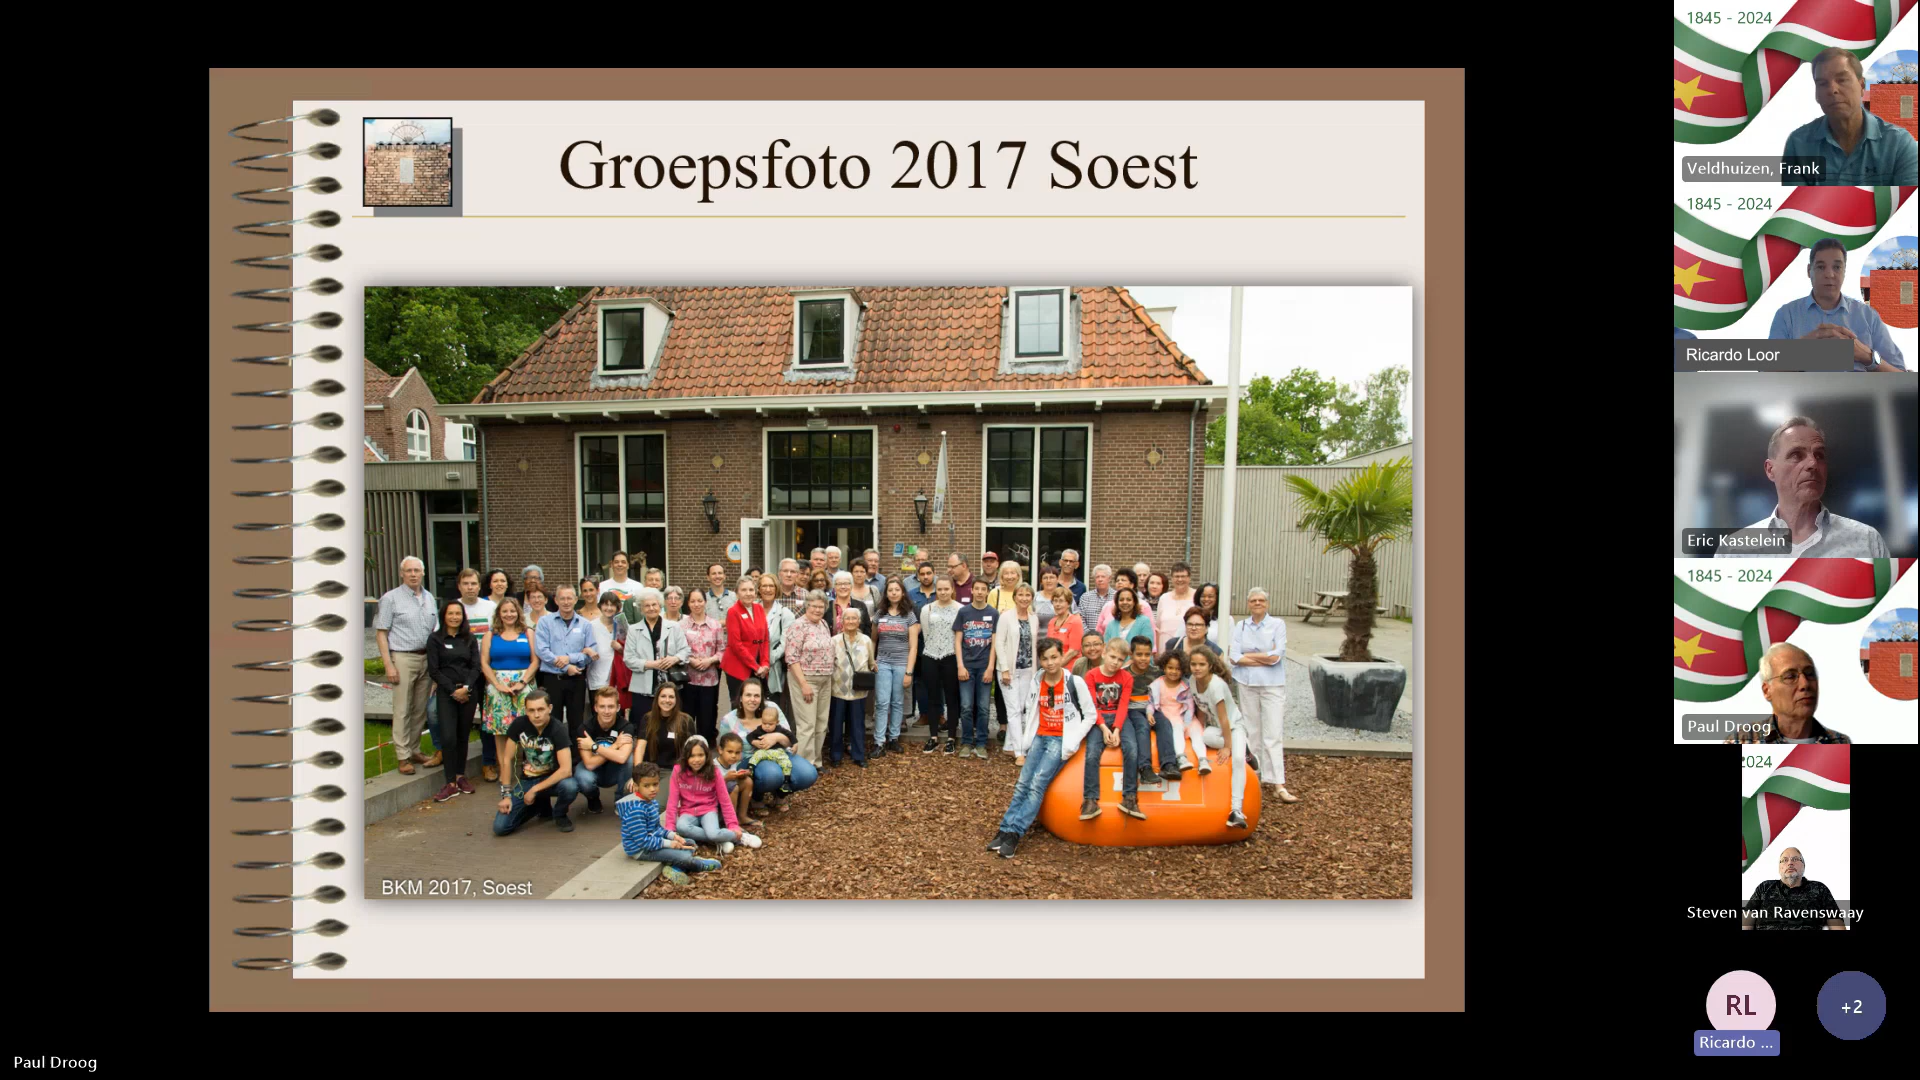 Groepsfoto 2017 Soest
BKM 2017, Soest
1845 - 2024
Veldhuizen, Frank
1845 - 2024
Ricardo Loor
Eric Kastelein
1845 - 2024
Paul Droog
2024
Steven van Ravenswaay
RL
+2
Ricardo ...
Paul Droog